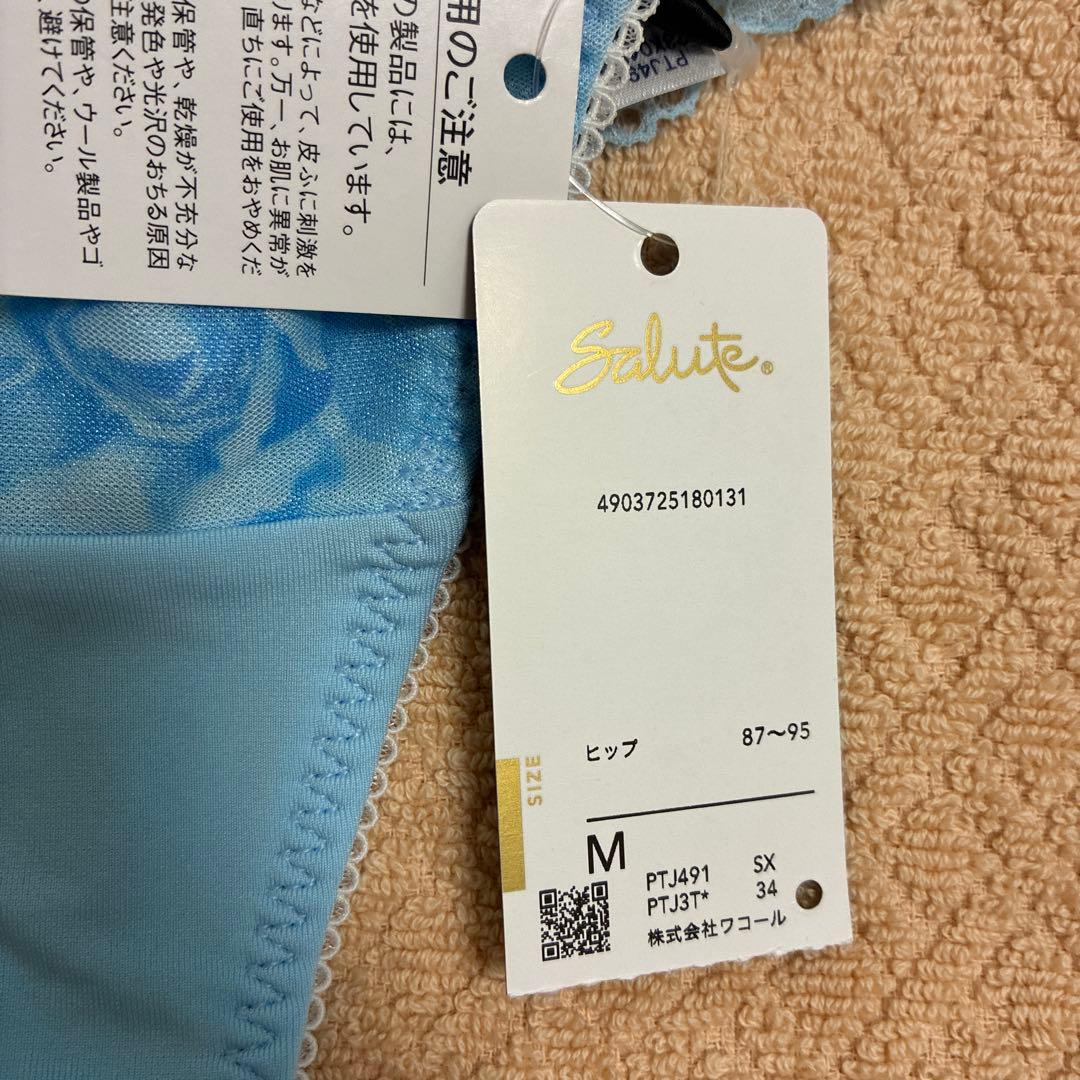 用のご注意
の製品には、
を使用しています。
などによって、皮ふに刺激を
ります。万一、お肌に異常が
直ちにご使用をおやめくだ
保管や、乾燥が不充分な
発色や光沢のおちる原因
注意ください。
の保管や、ウール製品やゴ
、避けてください。
PTJ49
Salute®
4903725180131
ヒップ 87〜95
SIZE
M
PTJ491 SX
PTJ3T* 34
株式会社ワコール